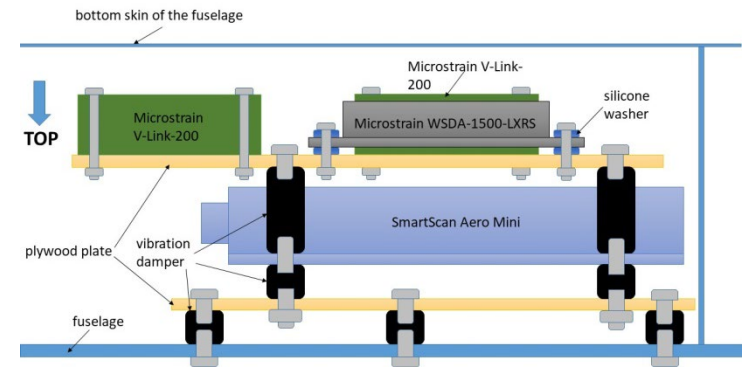 bottom skin of the fuselage
Microstrain V-Link-
200
silicone
washer
Microstrain
V-Link-200
Microstrain WSDA-1500-LXRS
TOP
SmartScan Aero Mini
vibration
damper
plywood plate
fuselage